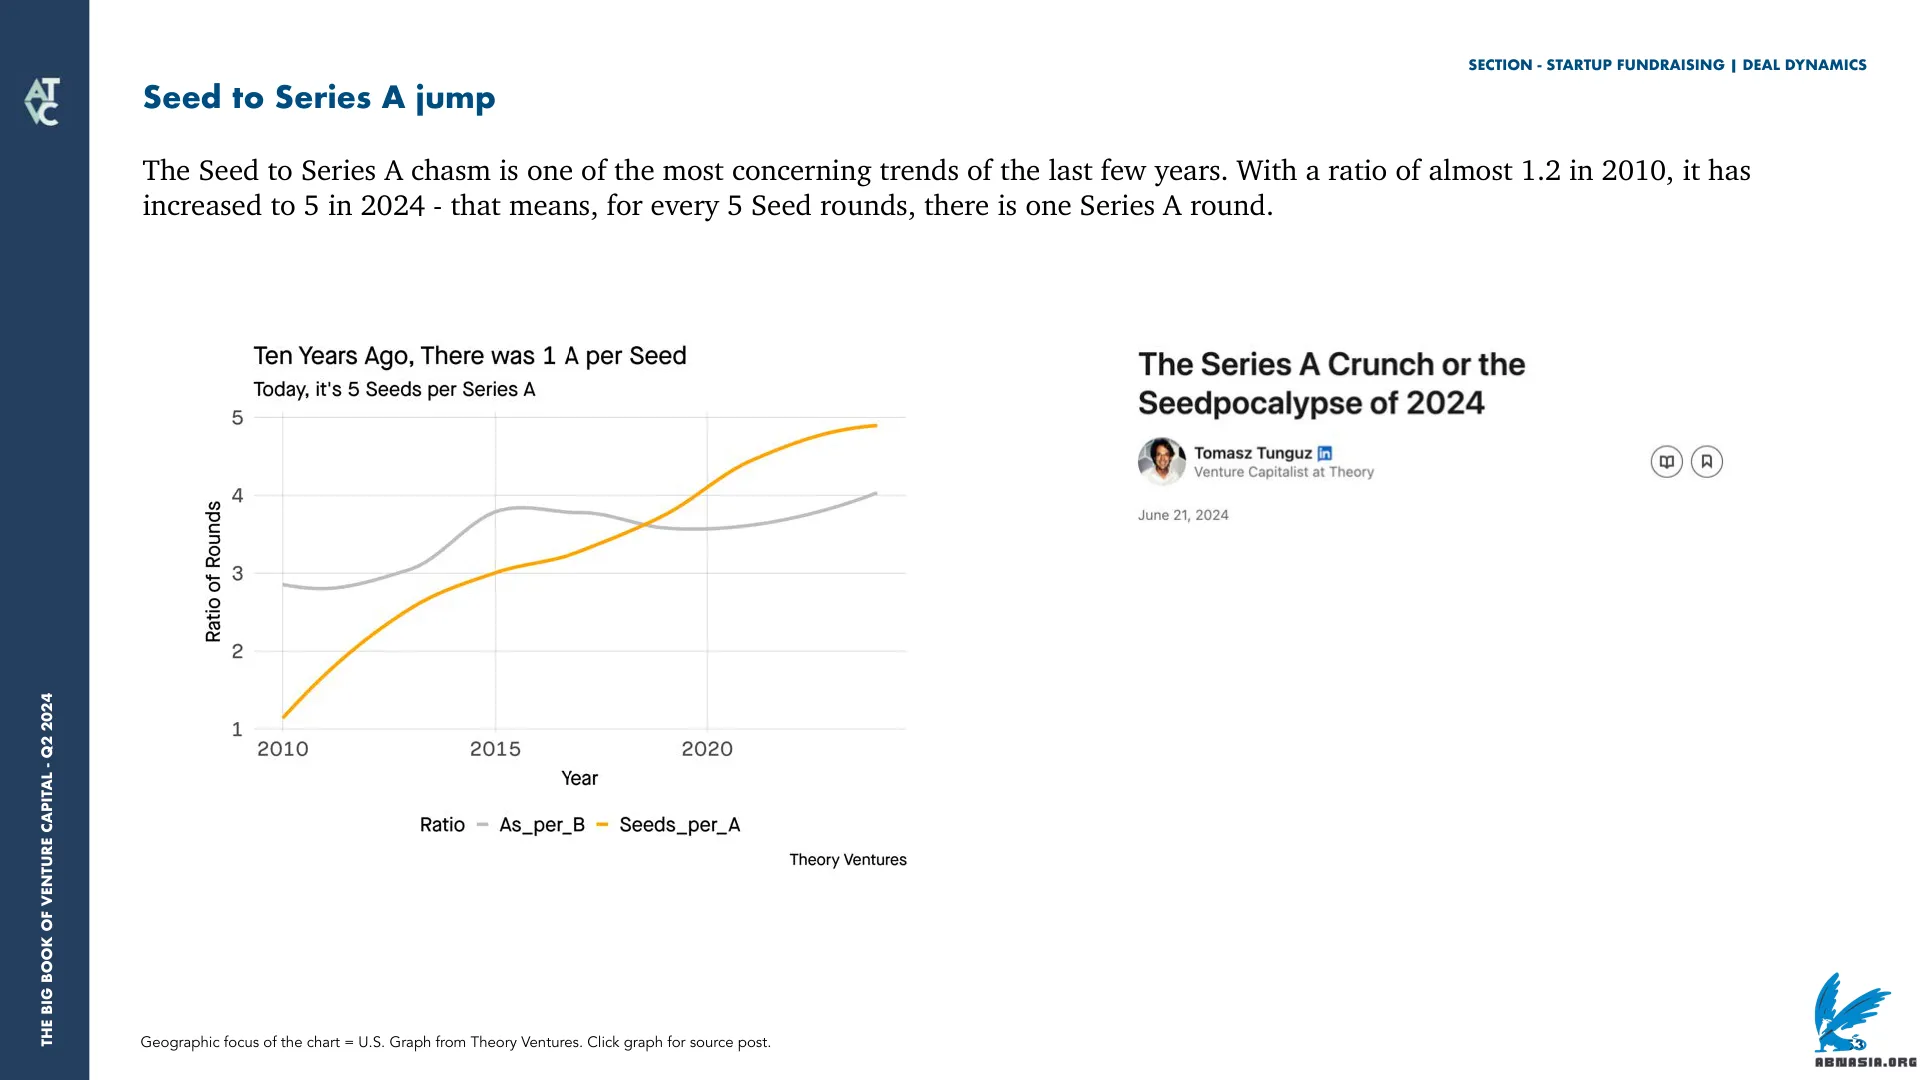 SECTION - STARTUP FUNDRAISING | DEAL DYNAMICS
AT
VC
Seed to Series A jump
The Seed to Series A chasm is one of the most concerning trends of the last few years. With a ratio of almost 1.2 in 2010, it has
increased to 5 in 2024 - that means, for every 5 Seed rounds, there is one Series A round.
Ten Years Ago, There was 1 A per Seed
Today, it's 5 Seeds per Series A
5
4
3
2
1
Ratio of Rounds
2010 2015 2020
Year
Ratio As_per_B Seeds_per_A
Theory Ventures
The Series A Crunch or the
Seedpocalypse of 2024
Tomasz Tunguz in
Venture Capitalist at Theory
June 21, 2024
THE BIG BOOK OF VENTURE CAPITAL - Q2 2024
Geographic focus of the chart = U.S. Graph from Theory Ventures. Click graph for source post.
ABNASIA.ORG